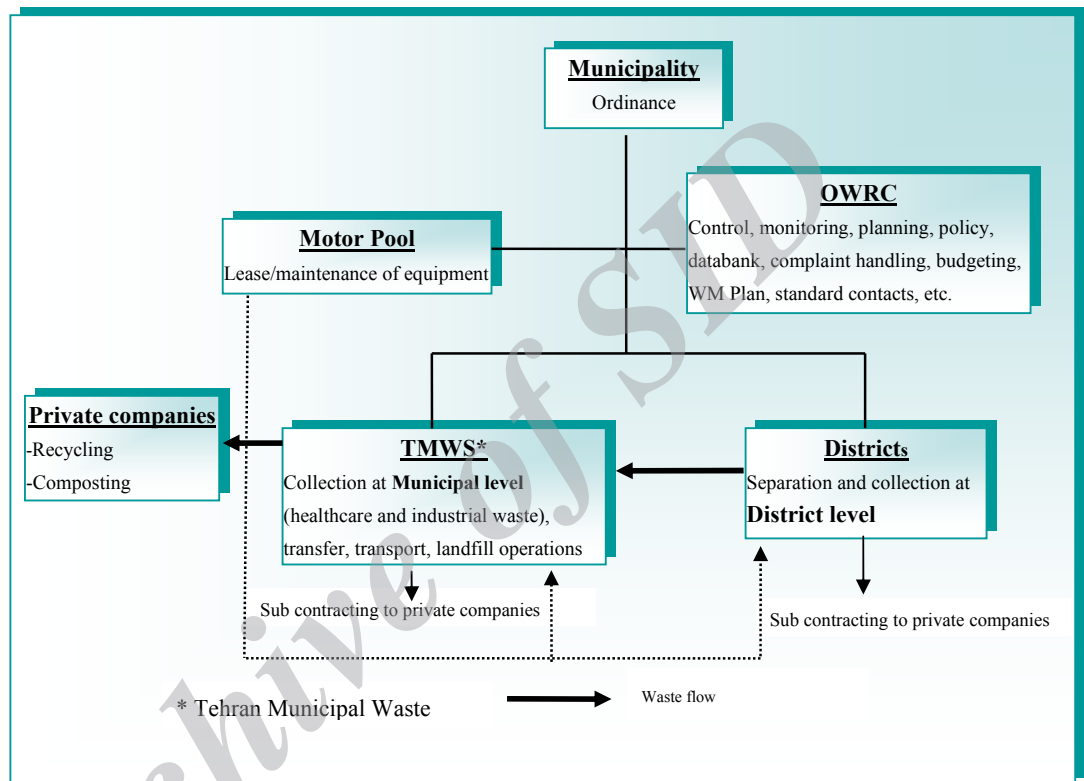 Municipality
Ordinance
OWRC
Control, monitoring, planning, policy,
databank, complaint handling, budgeting,
WM Plan, standard contacts, etc.
Motor Pool
Lease/maintenance of equipment
Private companies
-Recycling
-Composting
TMWS*
Collection at Municipal level
(healthcare and industrial waste),
transfer, transport, landfill operations
Districts
Separation and collection at
District level
Sub contracting to private companies
Sub contracting to private companies
* Tehran Municipal Waste
Waste flow
hive of SID